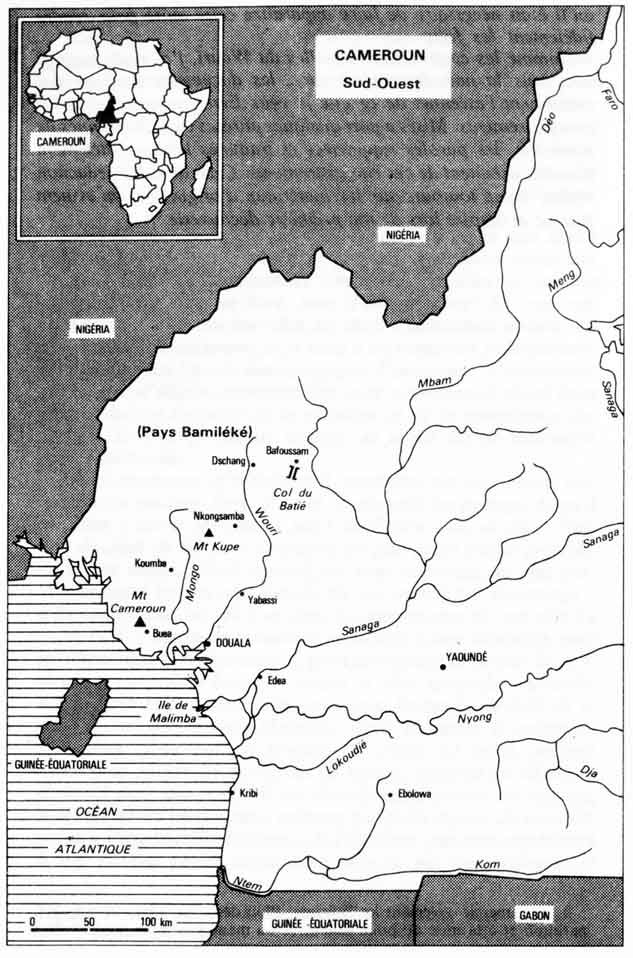 CAMEROUN
Sud-Ouest
CAMEROUN
Faro
Déo
NIGÉRIA
Meng
NIGÉRIA
Mbam
Sanaga
(Pays Bamiléké)
Bafoussam
Dschang
Col du
Batié
Nkongsamba
Wouri
Mt Kupe
Sanaga
Koumba
Mongo
Mt
Cameroun
Yabassi
Buea
Sanaga
DOUALA
YAOUNDÉ
Edea
Ile de
Malimba
Nyong
Lokoudjé
GUINÉE-ÉQUATORIALE
Dja
Kribi
Ebolowa
OCÉAN
ATLANTIQUE
Kom
Ntem
0 50 100 km
GUINÉE-ÉQUATORIALE
GABON